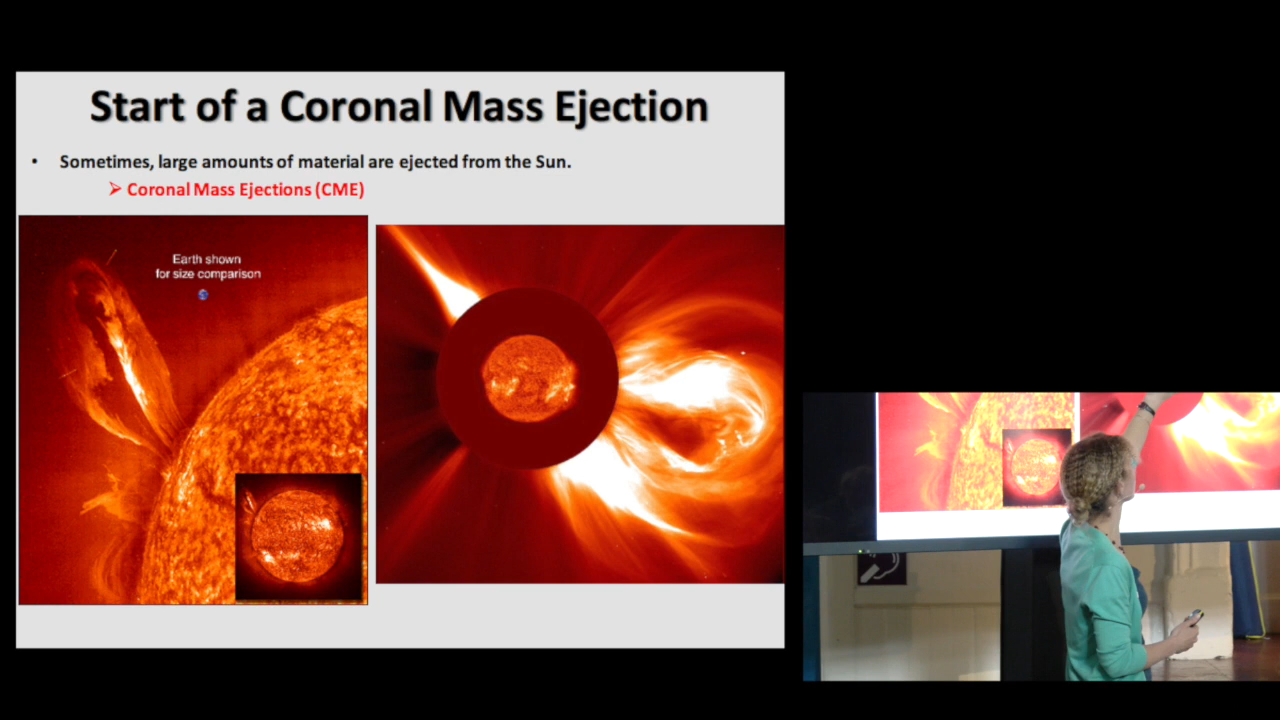 Start of a Coronal Mass Ejection
• Sometimes, large amounts of material are ejected from the Sun.
➢ Coronal Mass Ejections (CME)
Earth shown
for size comparison